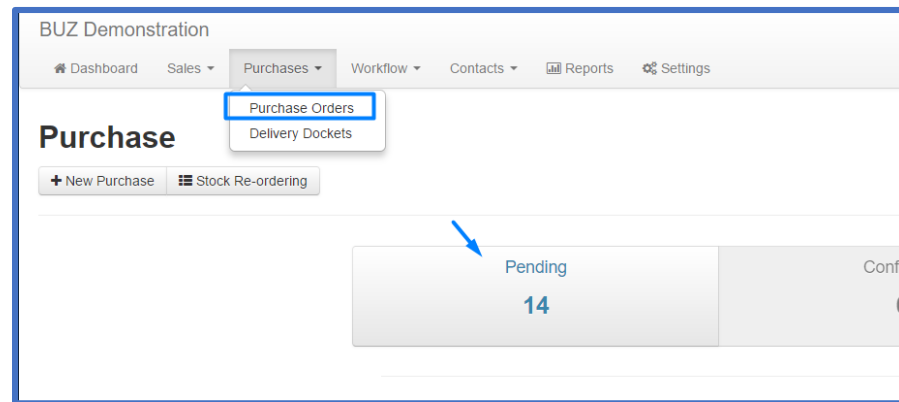 BUZ Demonstration
Dashboard Sales Purchases Workflow Contacts Reports Settings
Purchase Orders
Delivery Dockets
Purchase
New Purchase Stock Re-ordering
Pending
14